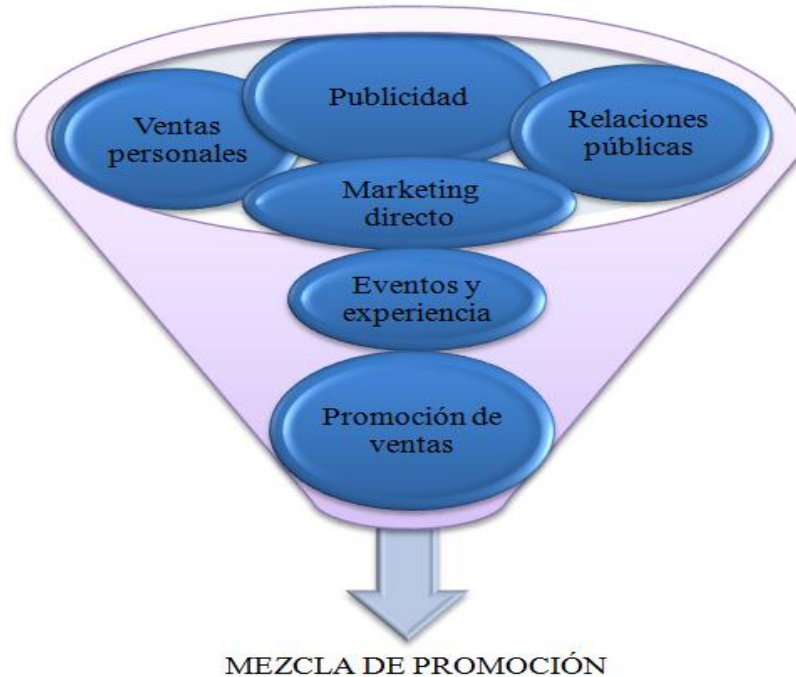 Publicidad
Ventas
personales
Relaciones
públicas
Marketing
directo
Eventos y
experiencia
Promoción de
ventas
MEZCLA DE PROMOCIÓN